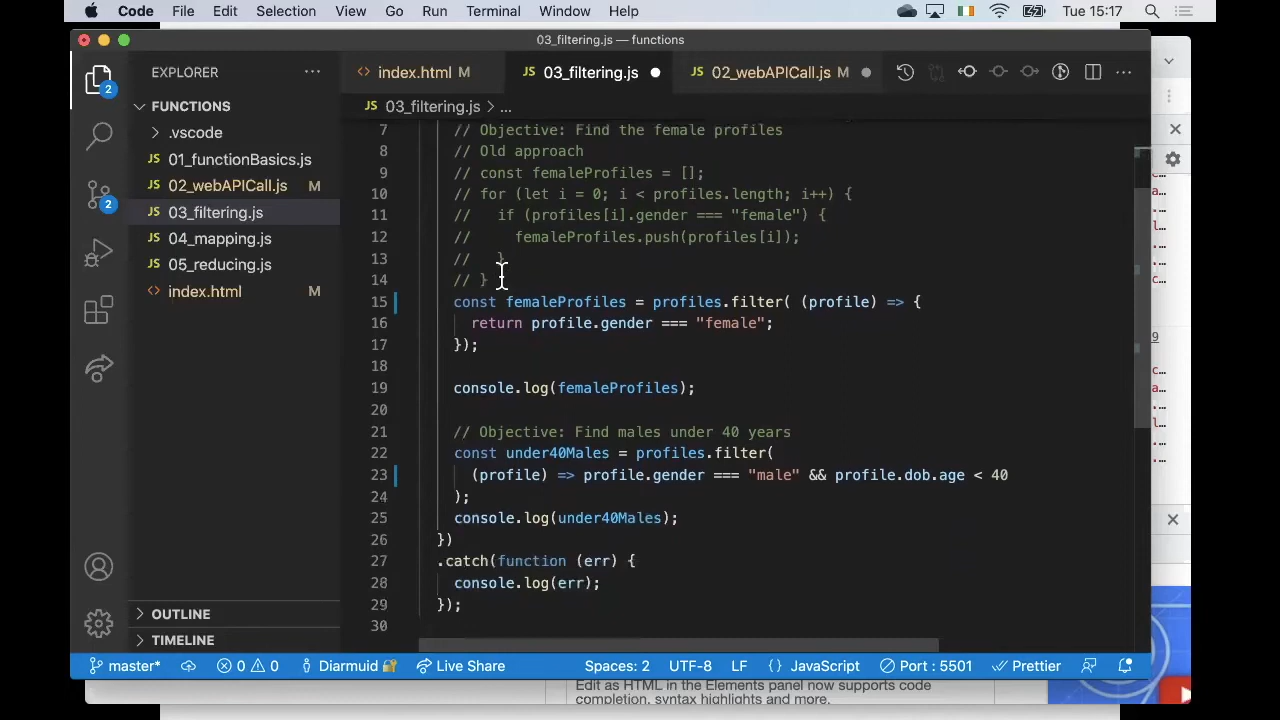 Code File Edit Selection View Go Run Terminal Window Help Tue 15:17
03_filtering.js — functions
EXPLORER
index.html M
03_filtering.js
02_webAPICall.js M
FUNCTIONS
.vscode
01_functionBasics.js
02_webAPICall.js M
03_filtering.js
04_mapping.js
05_reducing.js
index.html M
OUTLINE
TIMELINE
03_filtering.js > ...
7 // Objective: Find the female profiles
8 Old approach
9 const femaleProfiles = [];
10 for (let i = 0; i < profiles.length; i++) {
11 if (profiles[i].gender === "female") {
12 femaleProfiles.push(profiles[i]);
13 }
14 }
15 const femaleProfiles = profiles.filter( (profile) => {
16 return profile.gender === "female";
17 });
18
19 console.log(femaleProfiles);
20
21 Objective: Find males under 40 years
22 const under40Males = profiles.filter(
23 (profile) => profile.gender === "male" && profile.dob.age < 40
24 );
25 console.log(under40Males);
26 })
27 .catch(function (err) {
28 console.log(err);
29 });
30
master* 0 0 Diarmuid Live Share Spaces: 2 UTF-8 LF {} JavaScript Port : 5501 Prettier
Edit as HTML in the Elements panel now supports code
completion, syntax highlights and more.